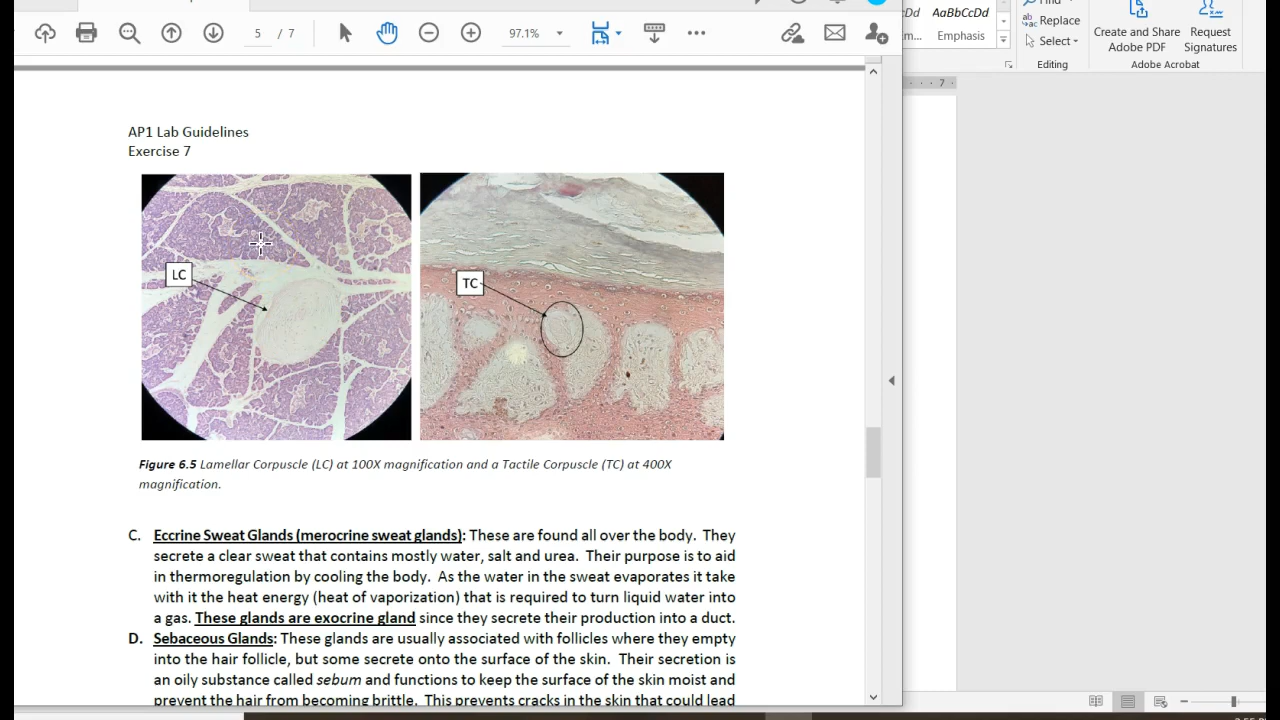 Find
5 / 7
97.1%
AaBbCcDd
Replace
Emphasis
Select
Create and Share
Adobe PDF
Request
Signatures
Editing
Adobe Acrobat
7
AP1 Lab Guidelines
Exercise 7
LC
TC
Figure 6.5 Lamellar Corpuscle (LC) at 100X magnification and a Tactile Corpuscle (TC) at 400X
magnification.
C. Eccrine Sweat Glands (merocrine sweat glands): These are found all over the body. They
secrete a clear sweat that contains mostly water, salt and urea. Their purpose is to aid
in thermoregulation by cooling the body. As the water in the sweat evaporates it take
with it the heat energy (heat of vaporization) that is required to turn liquid water into
a gas. These glands are exocrine gland since they secrete their production into a duct.
D. Sebaceous Glands: These glands are usually associated with follicles where they empty
into the hair follicle, but some secrete onto the surface of the skin. Their secretion is
an oily substance called sebum and functions to keep the surface of the skin moist and
prevent the hair from becoming brittle. This prevents cracks in the skin that could lead